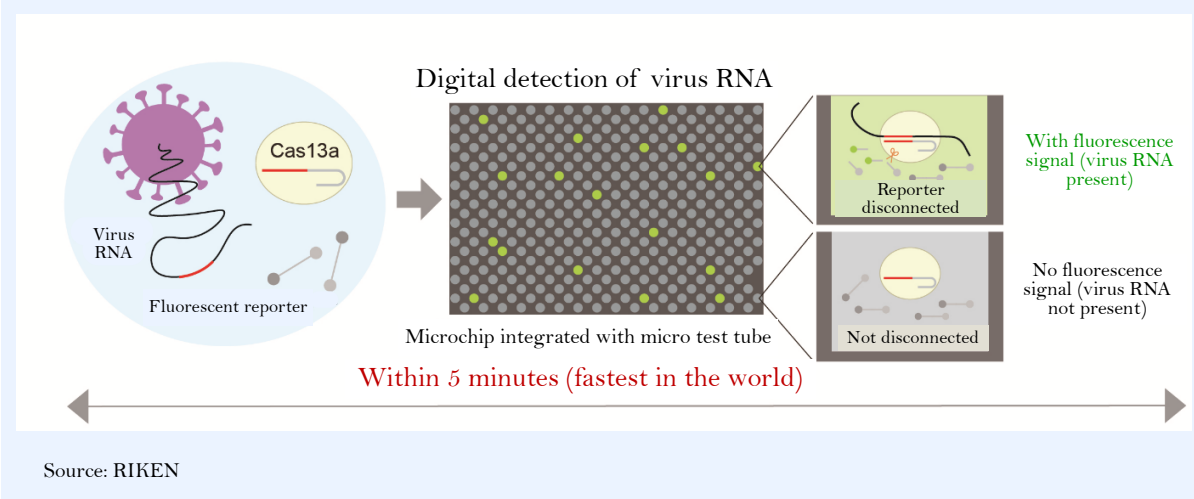 Digital detection of virus RNA
Cas13a
Virus
RNA
Fluorescent reporter
Microchip integrated with micro test tube
Reporter
disconnected
With fluorescence
signal (virus RNA
present)
Not disconnected
No fluorescence
signal (virus RNA
not present)
Within 5 minutes (fastest in the world)
Source: RIKEN